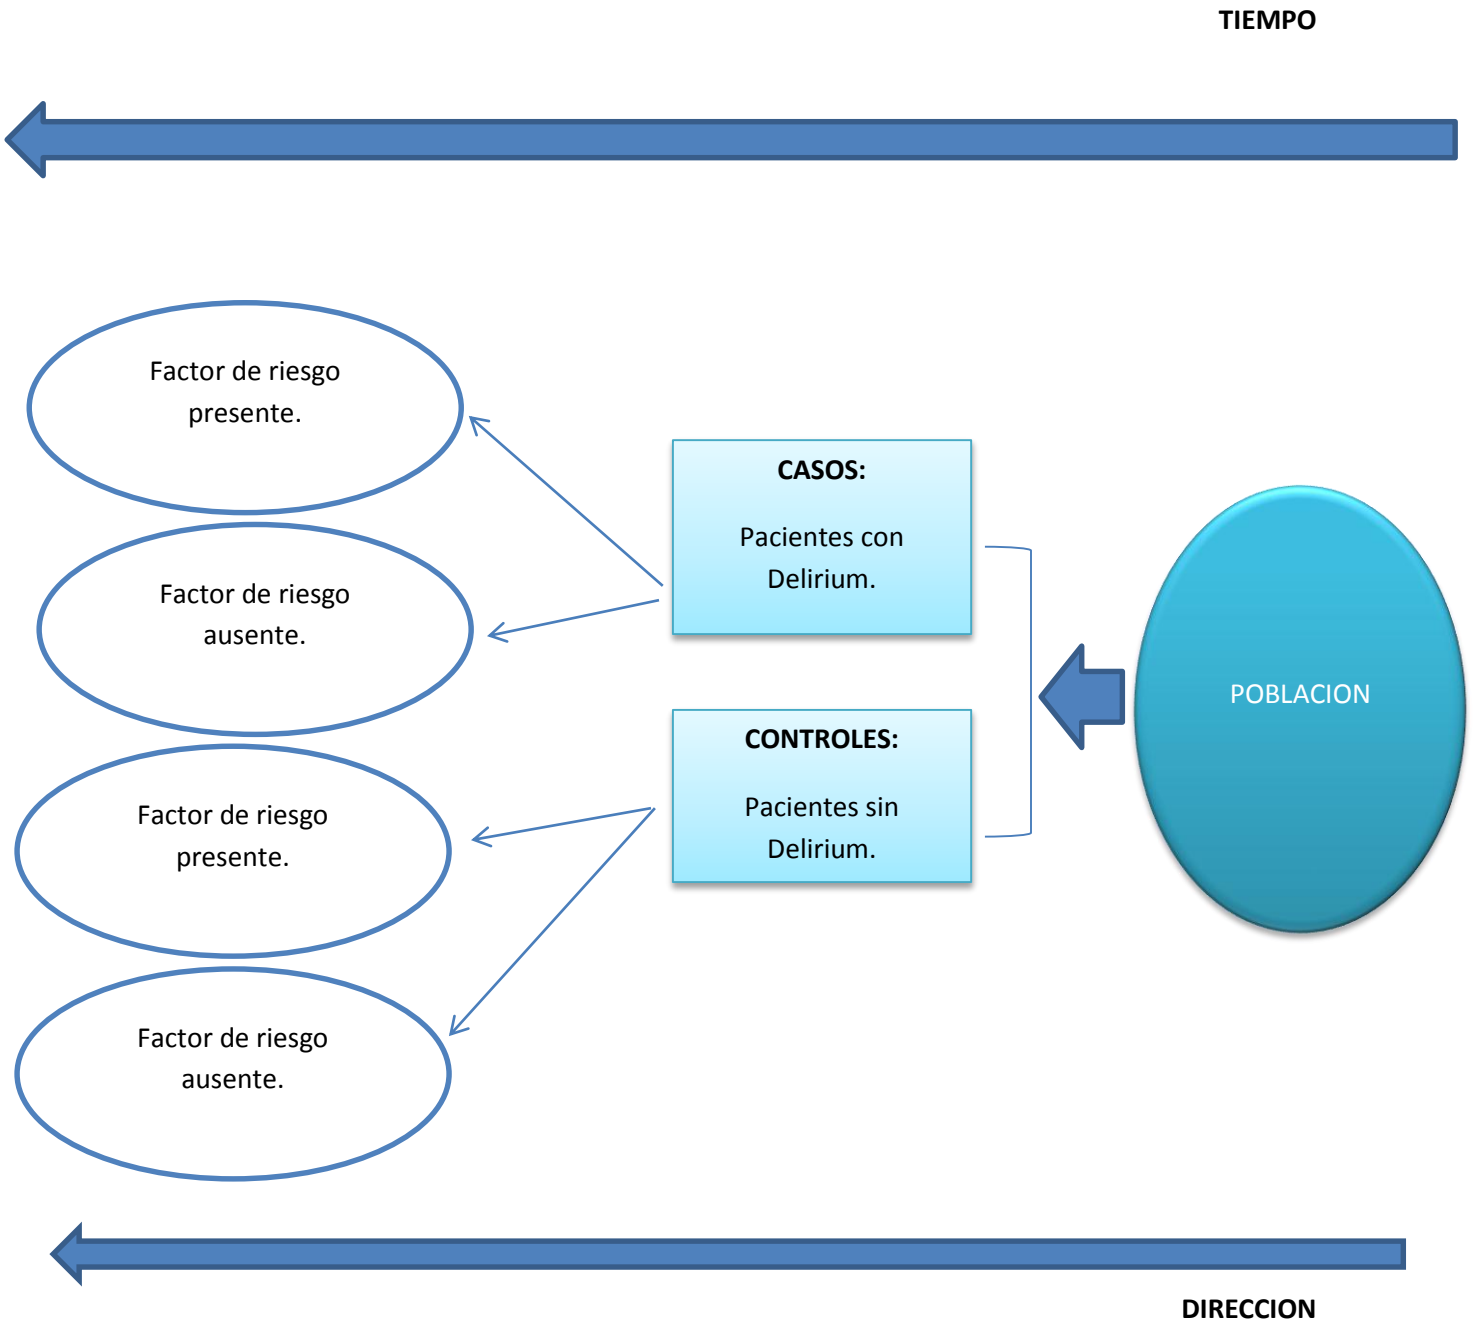 TIEMPO
Factor de riesgo
presente.
Factor de riesgo
ausente.
Factor de riesgo
presente.
Factor de riesgo
ausente.
CASOS:
Pacientes con
Delirium.
CONTROLES:
Pacientes sin
Delirium.
POBLACION
DIRECCION